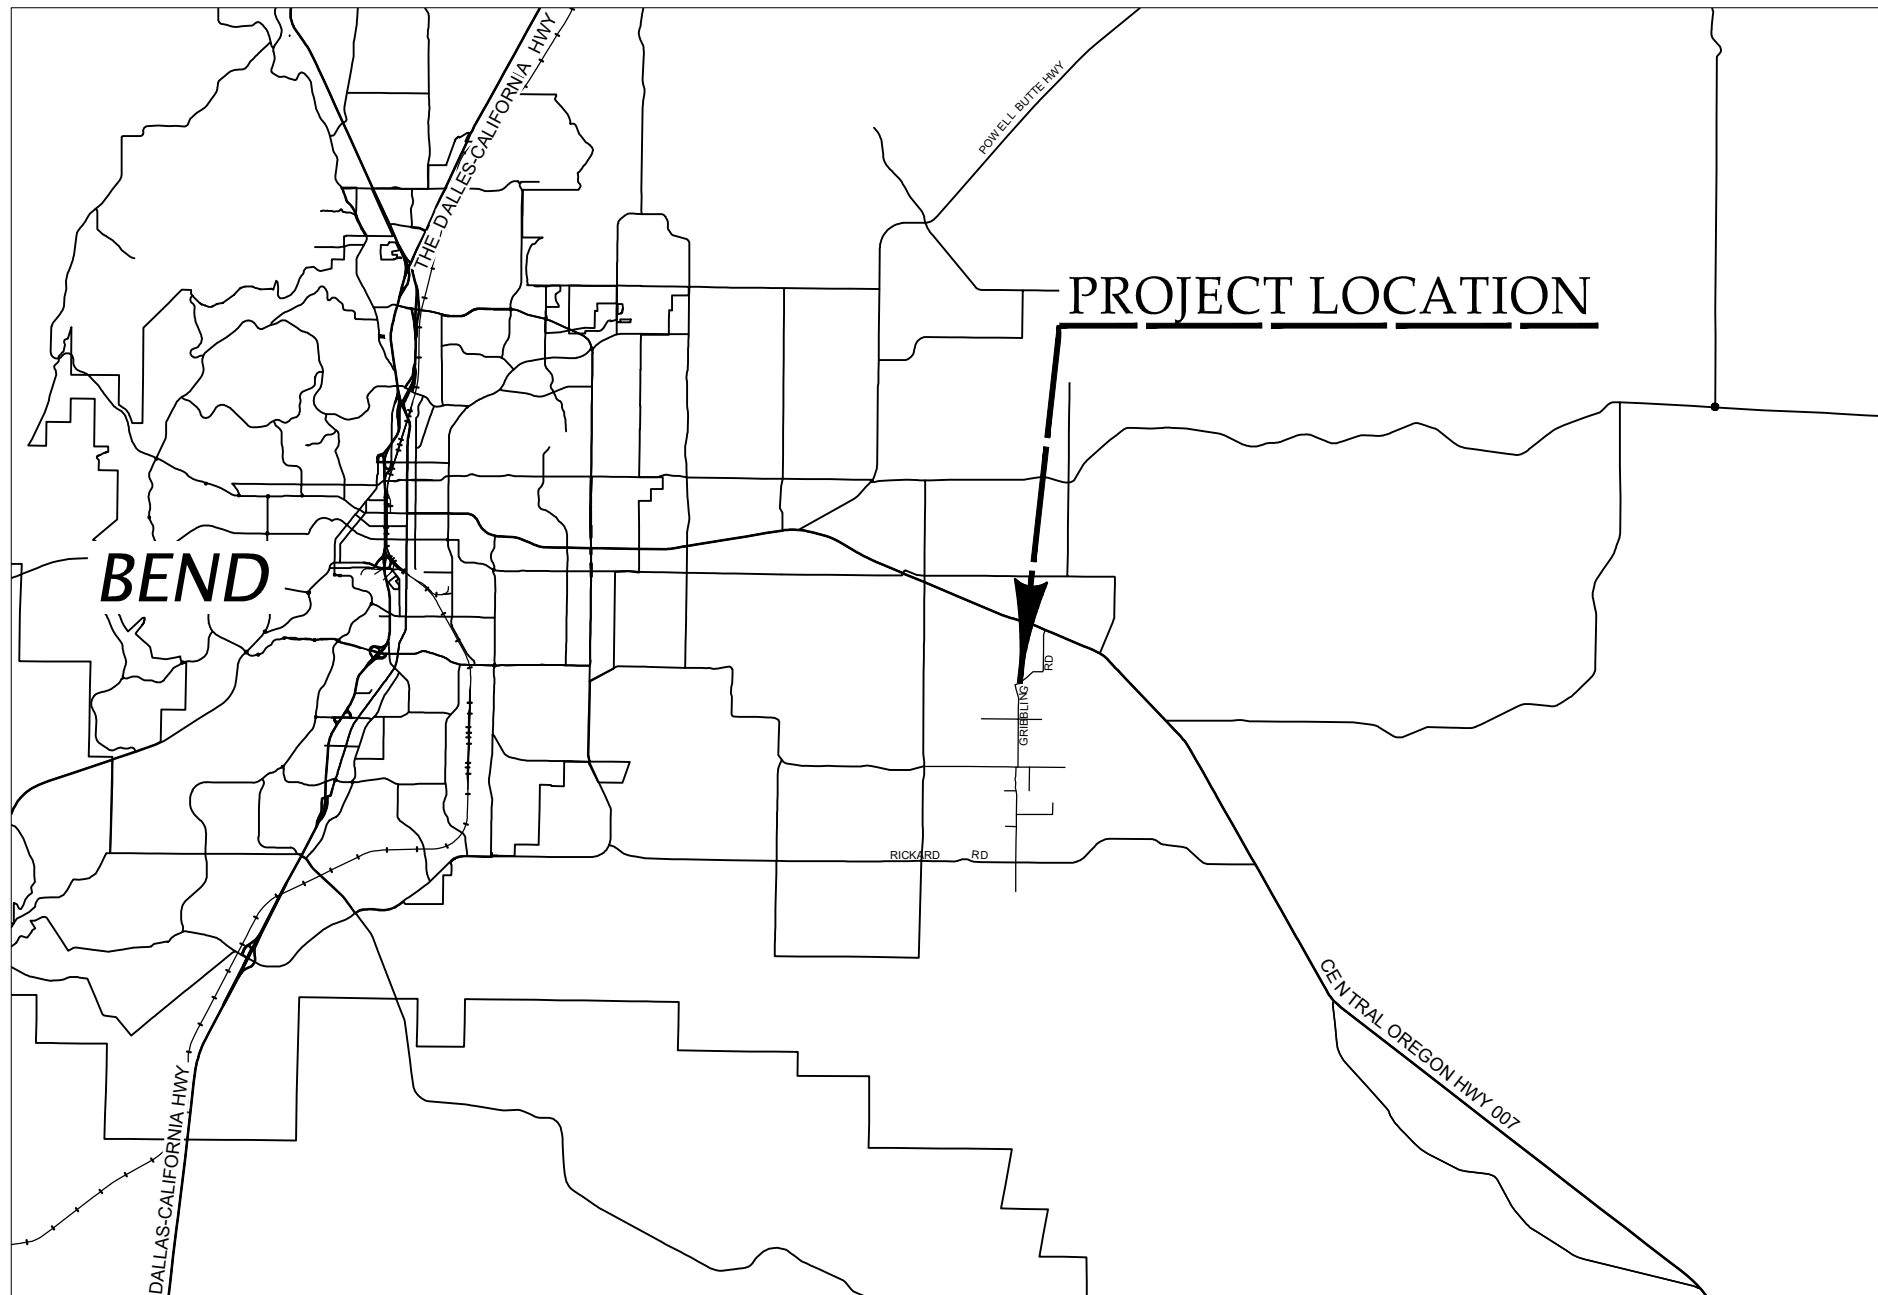 THE DALLES-CALIFORNIA HWY
POWELL BUTTE HWY
PROJECT LOCATION
BEND
GRIBBLING RD
RICKARD RD
CENTRAL OREGON HWY 007
DALLAS-CALIFORNIA HWY